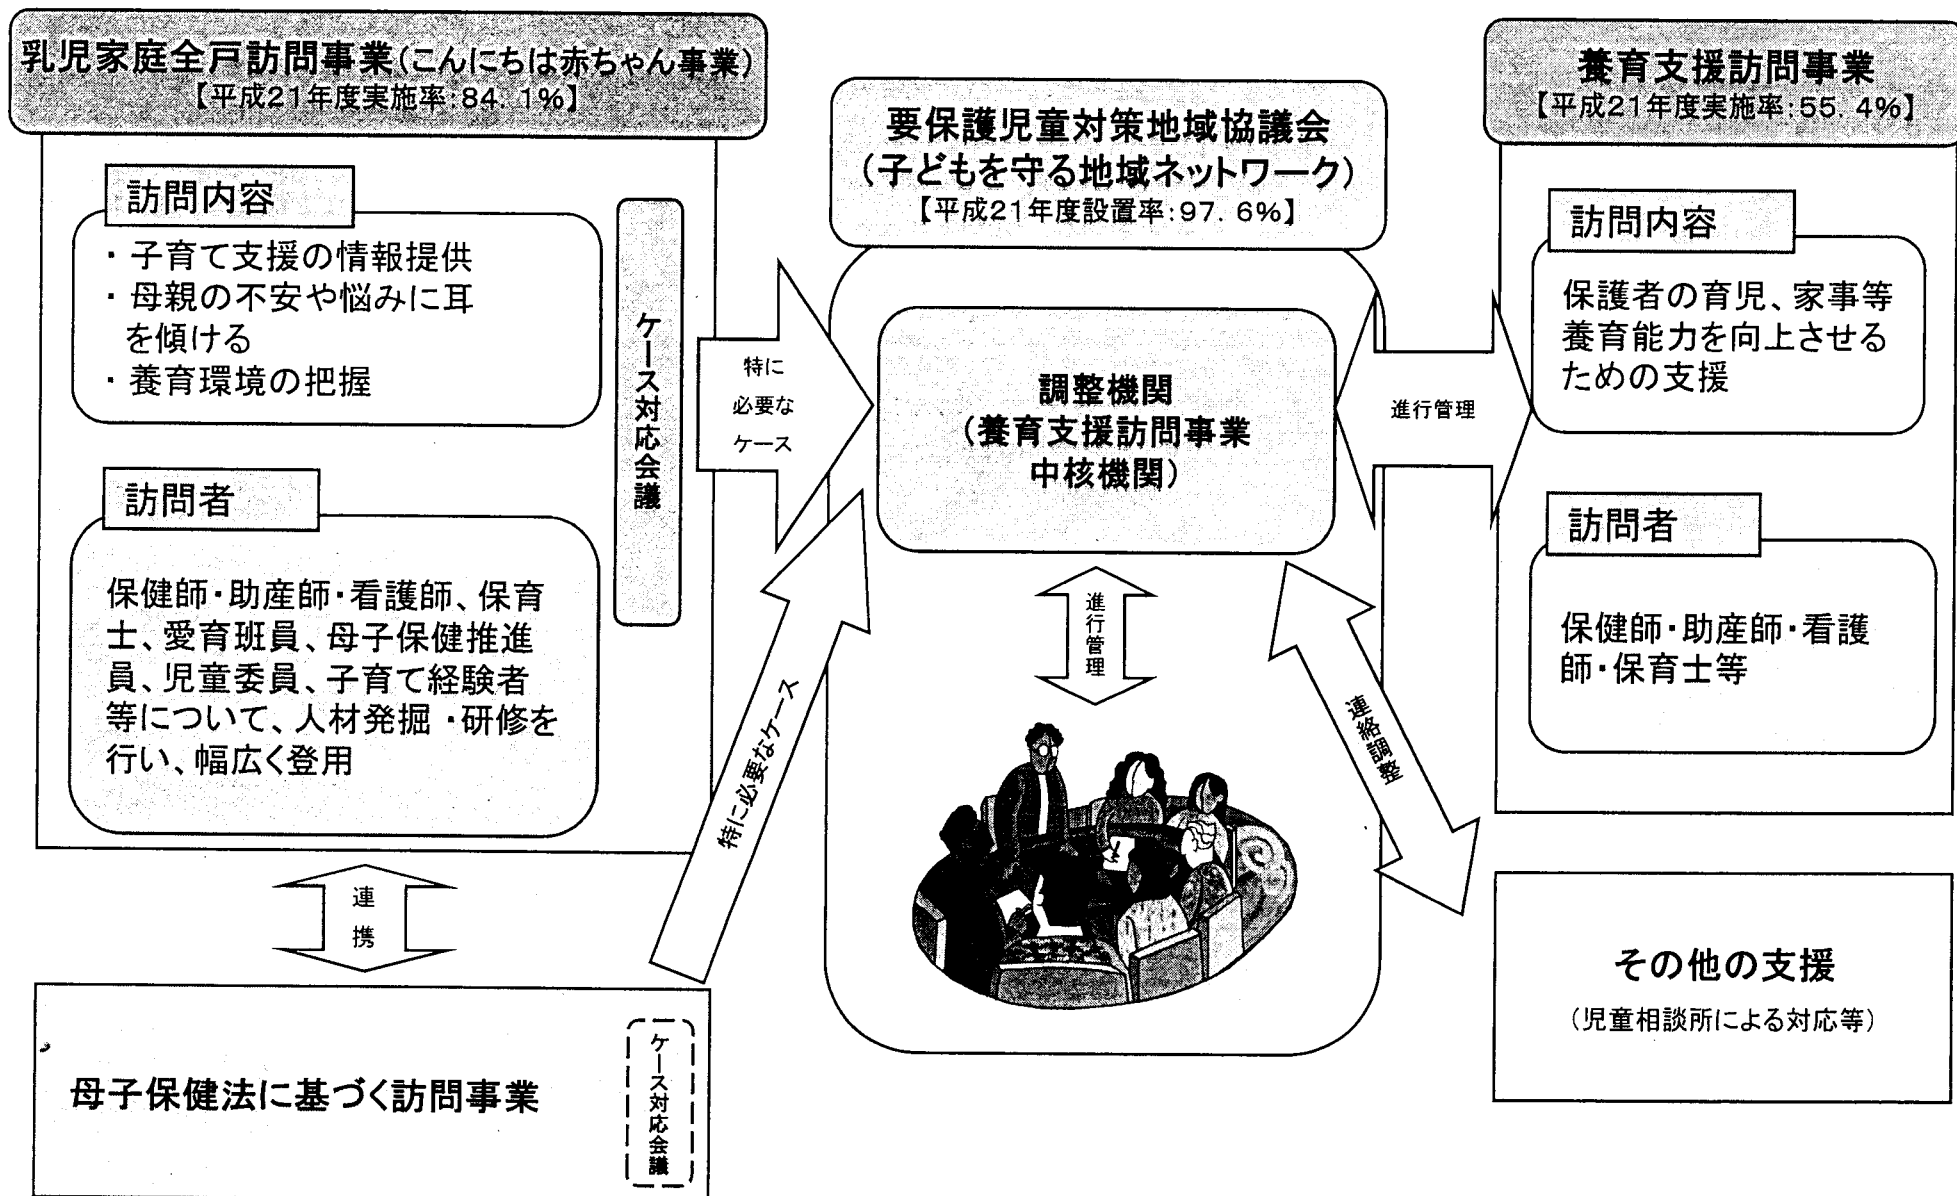 乳児家庭全戸訪問事業(こんにちは赤ちゃん事業)
【平成21年度実施率:84.1%】
訪問内容
・子育て支援の情報提供
・母親の不安や悩みに耳
を傾ける
・養育環境の把握
訪問者
保健師・助産師・看護師、保育
士、愛育班員、母子保健推進
員、児童委員、子育て経験者
等について、人材発掘・研修を
行い、幅広く登用
ケース対応会議
特に
必要な
ケース
連
携
母子保健法に基づく訪問事業
ケース対応会議
特に必要なケース
要保護児童対策地域協議会
(子どもを守る地域ネットワーク)
【平成21年度設置率:97.6%】
調整機関
(養育支援訪問事業
中核機関)
進行管理
進行管理
連絡調整
養育支援訪問事業
【平成21年度実施率:55.4%】
訪問内容
保護者の育児、家事等
養育能力を向上させる
ための支援
訪問者
保健師・助産師・看護
師・保育士等
その他の支援
(児童相談所による対応等)